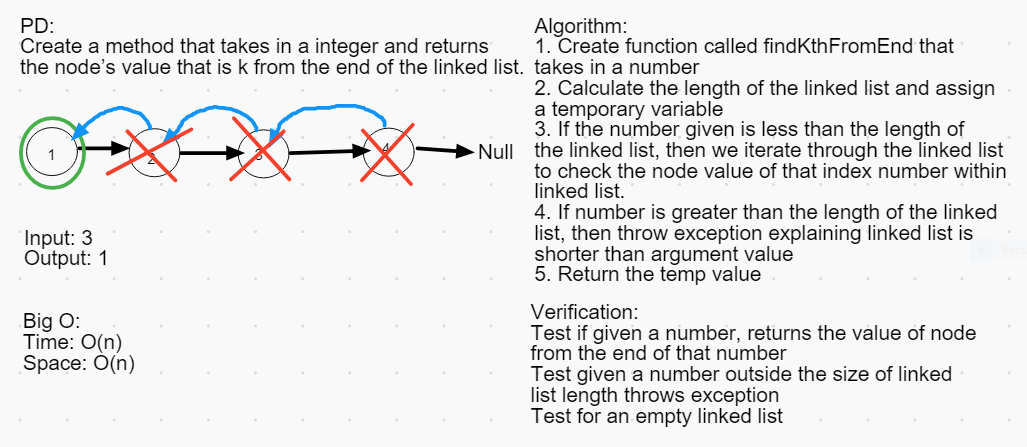 PD:
Create a method that takes in a integer and returns
the node's value that is k from the end of the linked list.
1
2
3
4
Null
Input: 3
Output: 1
Big O:
Time: O(n)
Space: O(n)
Algorithm:
1. Create function called findKthFromEnd that
takes in a number
2. Calculate the length of the linked list and assign
a temporary variable
3. If the number given is less than the length of
the linked list, then we iterate through the linked list
to check the node value of that index number within
linked list.
4. If number is greater than the length of the linked
list, then throw exception explaining linked list is
shorter than argument value
5. Return the temp value
Verification:
Test if given a number, returns the value of node
from the end of that number
Test given a number outside the size of linked
list length throws exception
Test for an empty linked list